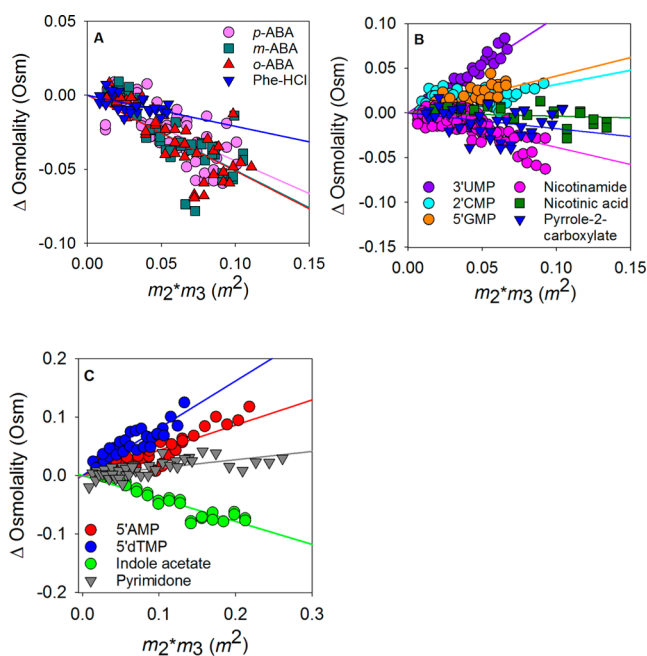 A
p-ABA
m-ABA
o-ABA
Phe-HCl
0.05
0.00
-0.05
-0.10
Δ Osmolality (Osm)
0.00 0.05 0.10 0.15
m2*m3 (m²)
B
0.10
0.05
0.00
-0.05
-0.10
0.15
Δ Osmolality (Osm)
3'UMP
2'CMP
5'GMP
Nicotinamide
Nicotinic acid
Pyrrole-2-
carboxylate
0.00 0.05 0.10 0.15
m2*m3 (m²)
C
0.2
0.1
0.0
-0.1
-0.2
Δ Osmolality (Osm)
5'AMP
5'dTMP
Indole acetate
Pyrimidone
0.0 0.1 0.2 0.3
m2*m3 (m²)